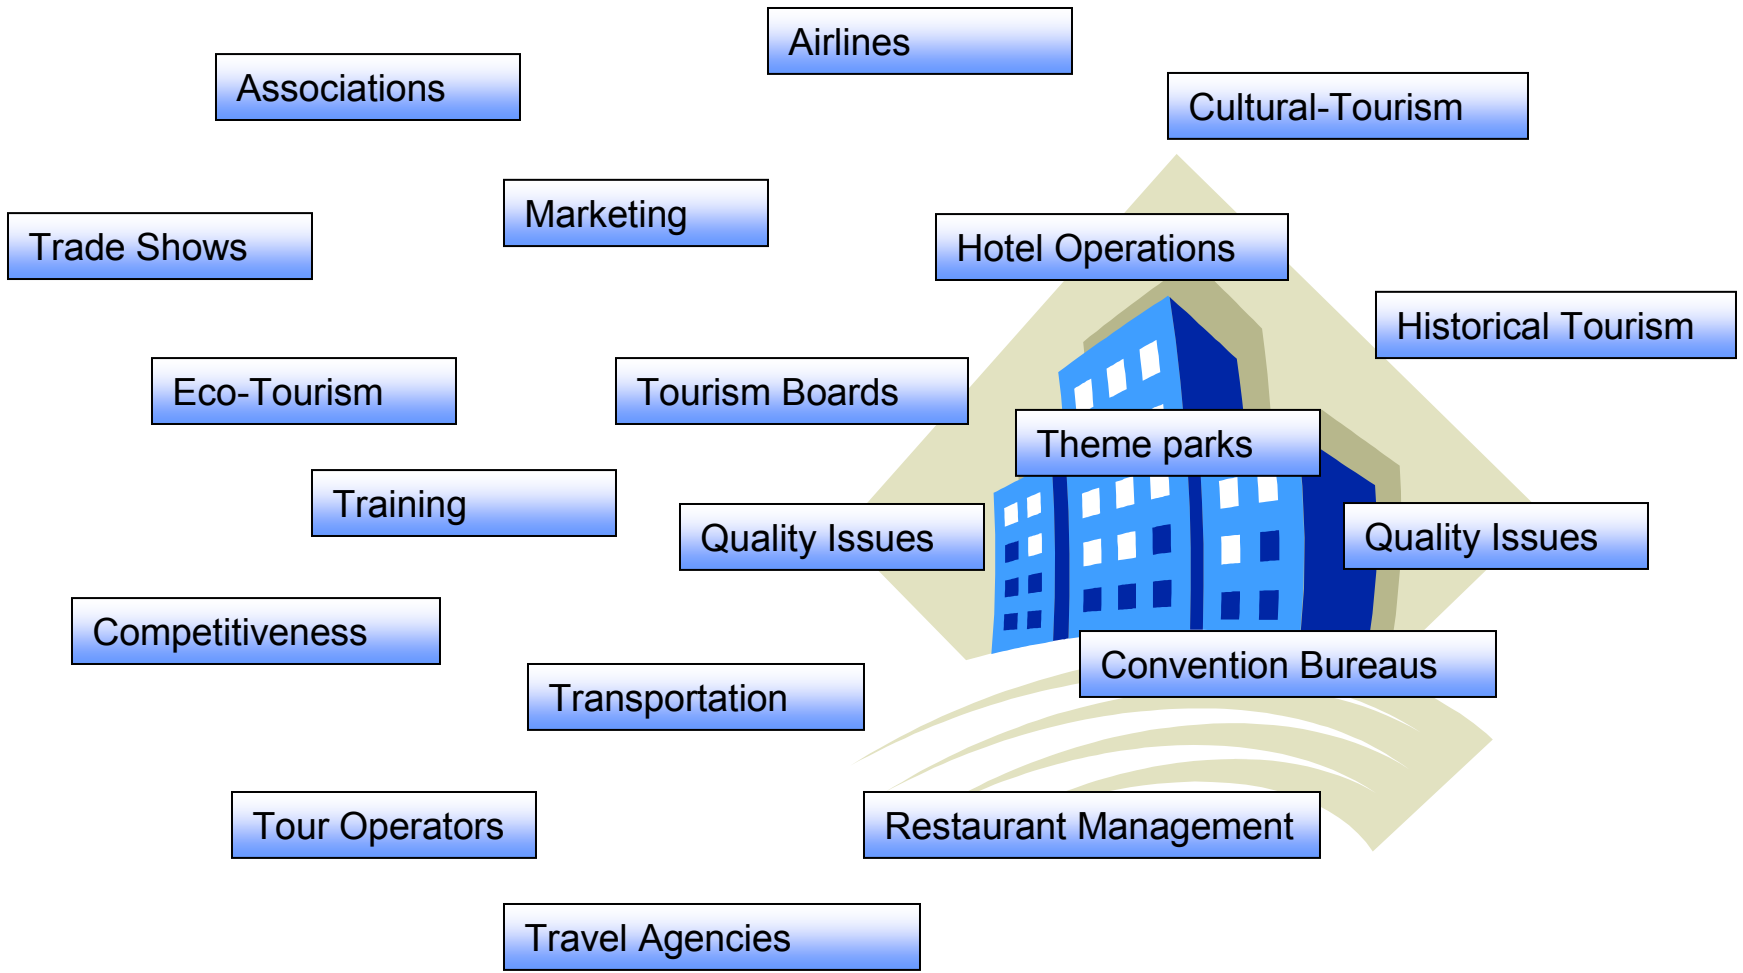 Airlines
Associations
Cultural-Tourism
Marketing
Trade Shows
Hotel Operations
Historical Tourism
Eco-Tourism
Tourism Boards
Theme parks
Training
Quality Issues
Quality Issues
Competitiveness
Convention Bureaus
Transportation
Tour Operators
Restaurant Management
Travel Agencies